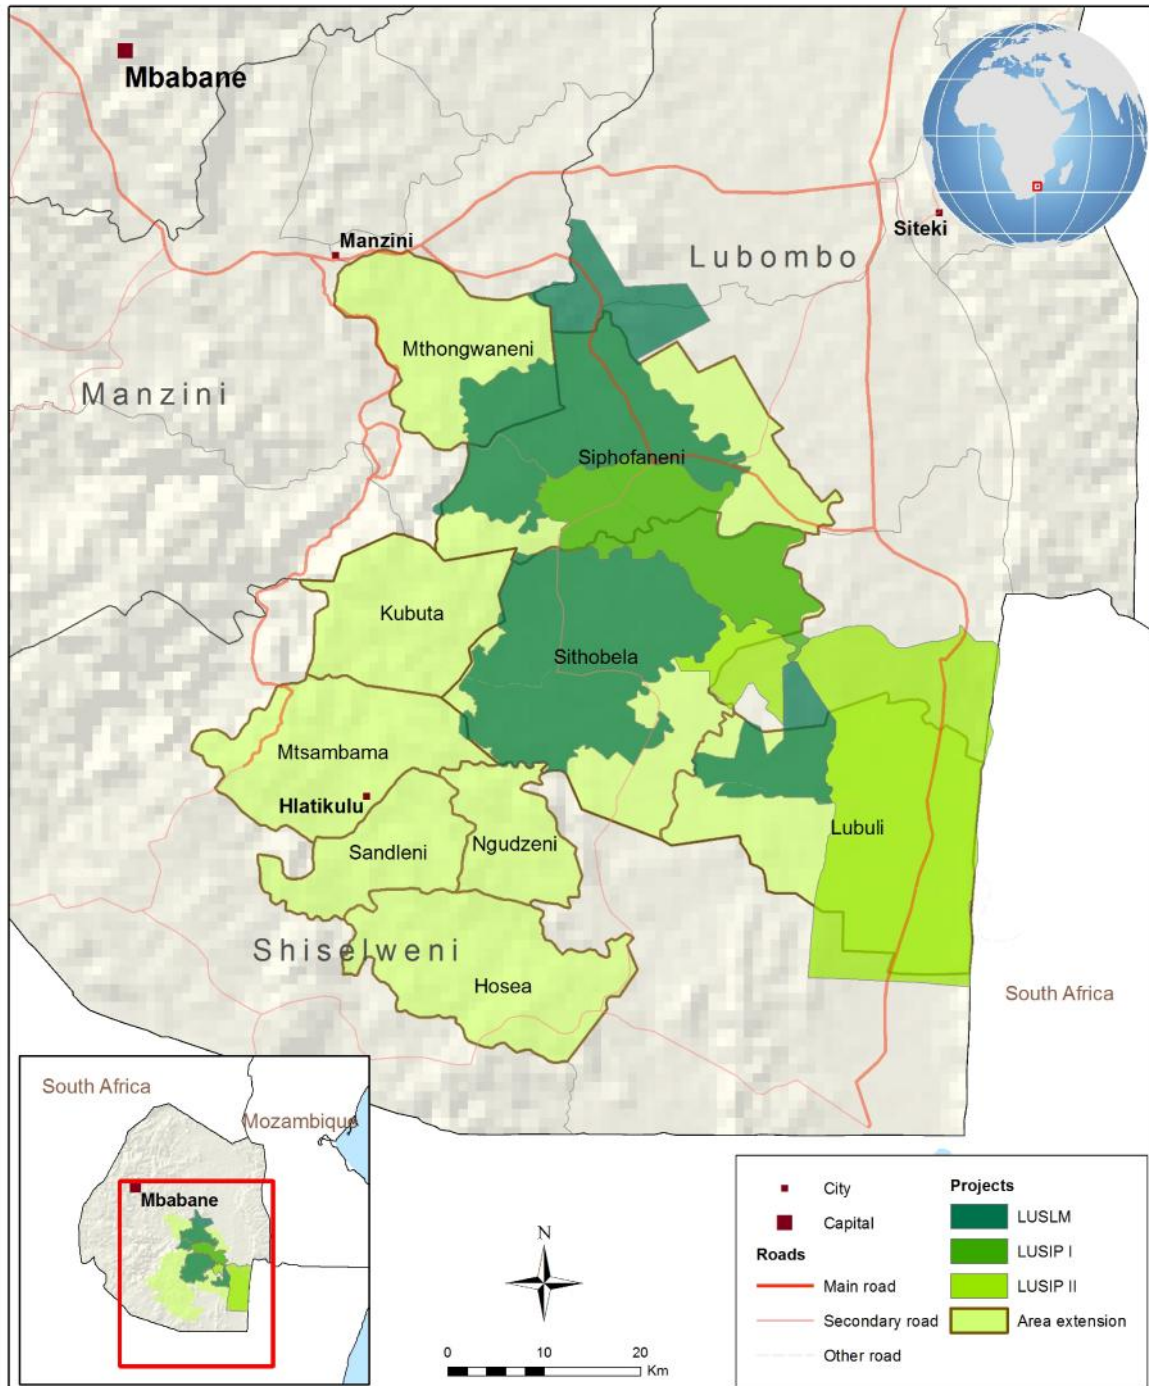 Mbabane
Manzini
Siteki
Lubombo
Mthongwaneni
Manzini
Siphofaneni
Kubuta
Sithobela
Mtsambama
Hlatikulu
Sandleni
Ngudzeni
Lubuli
Shiselweni
Hosea
South Africa
South Africa
Mozambique
Mbabane
N
0 10 20
Km
City
Capital
Roads
Main road
Secondary road
Other road
Projects
LUSLM
LUSIP I
LUSIP II
Area extension